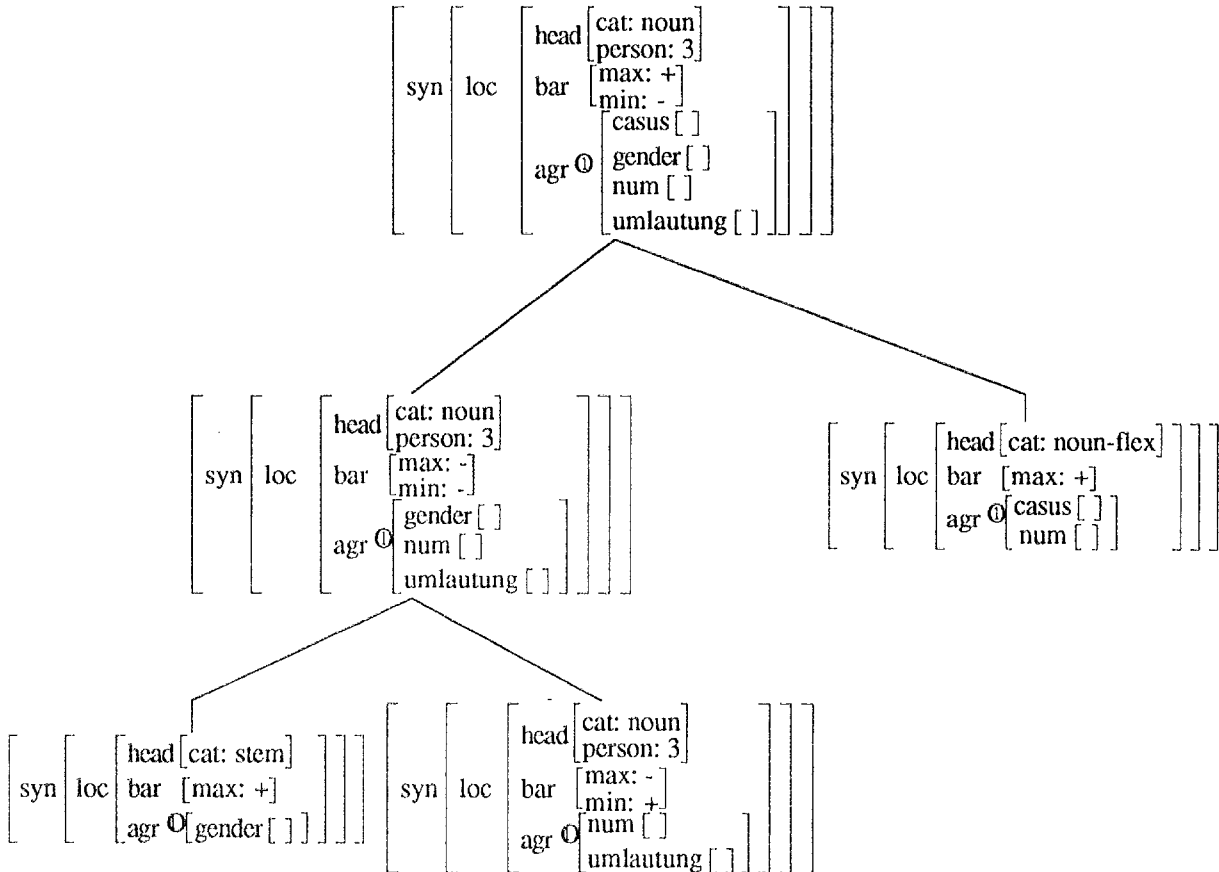 head [cat: noun
person: 3]
syn loc bar [max: +
min: -]
agr ① [casus [ ]
gender [ ]
num [ ]
umlautung [ ]]
head [cat: noun
person: 3]
syn loc bar [max: -
min: -]
agr ① [gender [ ]
num [ ]
umlautung [ ]]
head [cat: noun-flex]
syn loc bar [max: +]
agr ① [casus [ ]
num [ ]]
head [cat: stem]
syn loc bar [max: +]
agr ① [gender [ ]]
head [cat: noun
person: 3]
syn loc bar [max: -
min: +]
agr ① [num [ ]
umlautung [ ]]